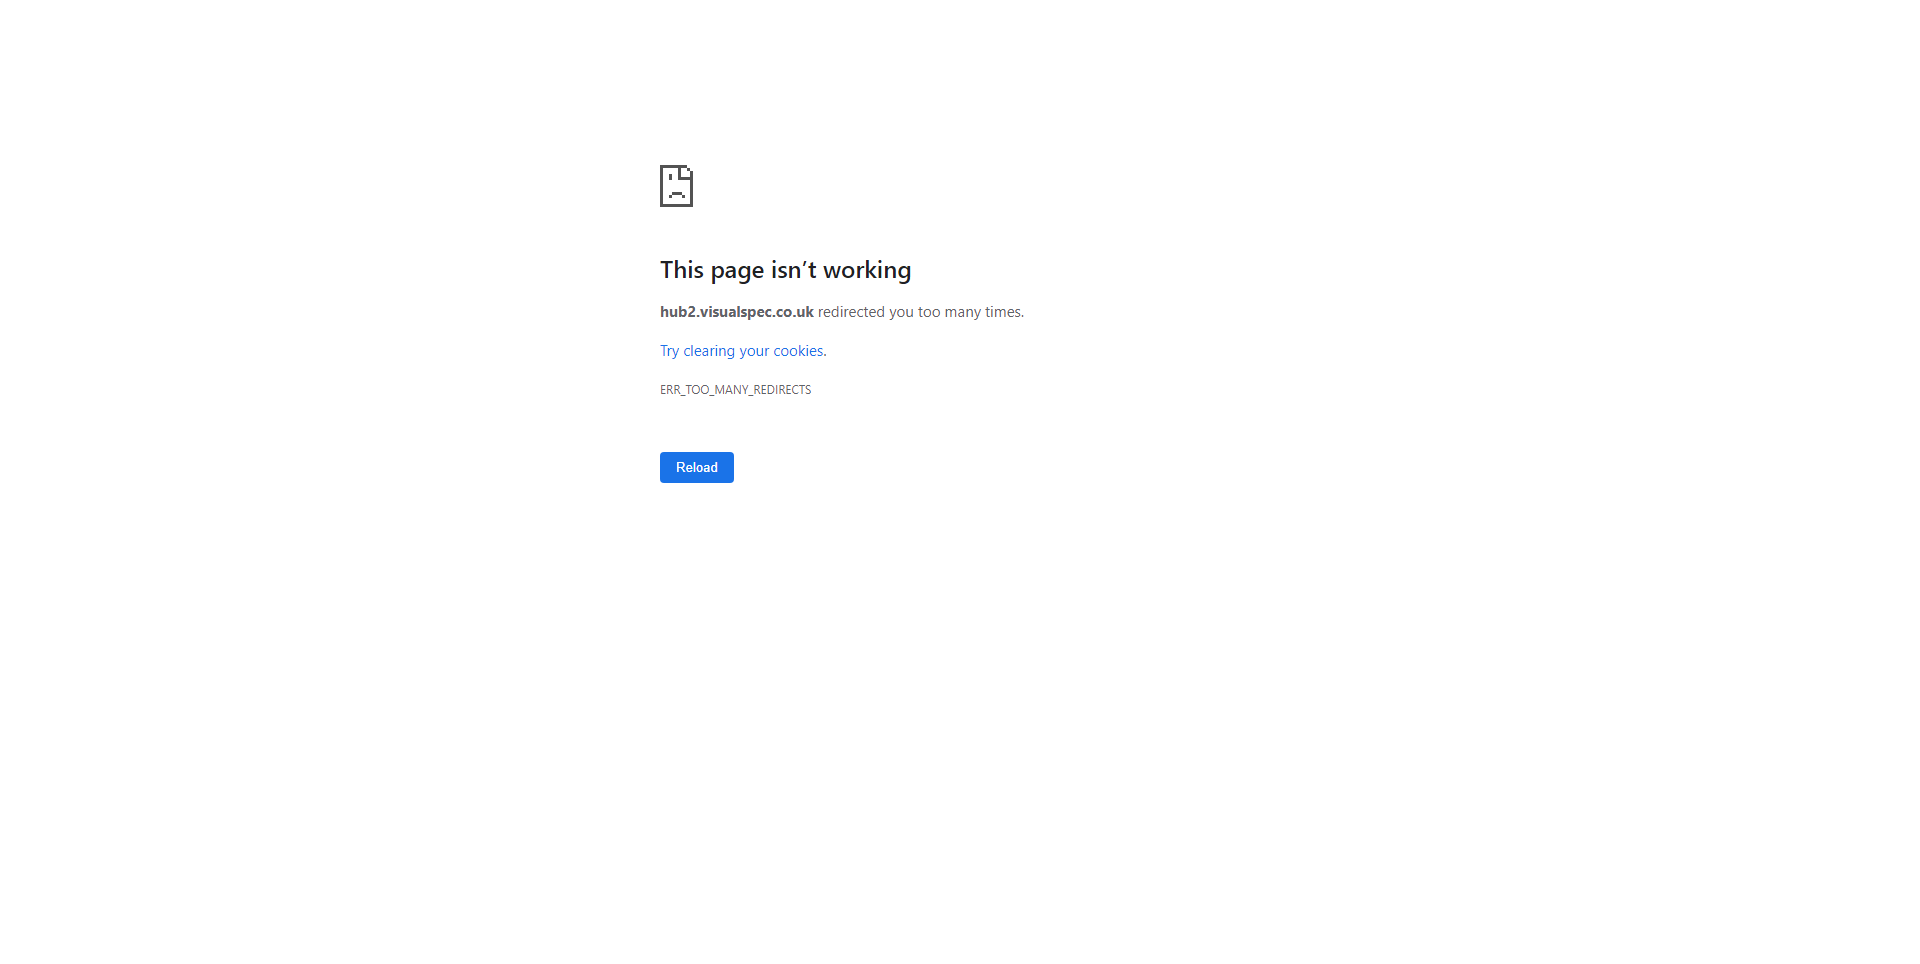 This page isn’t working
hub2.visualspec.co.uk redirected you too many times.
Try clearing your cookies.
ERR_TOO_MANY_REDIRECTS
Reload